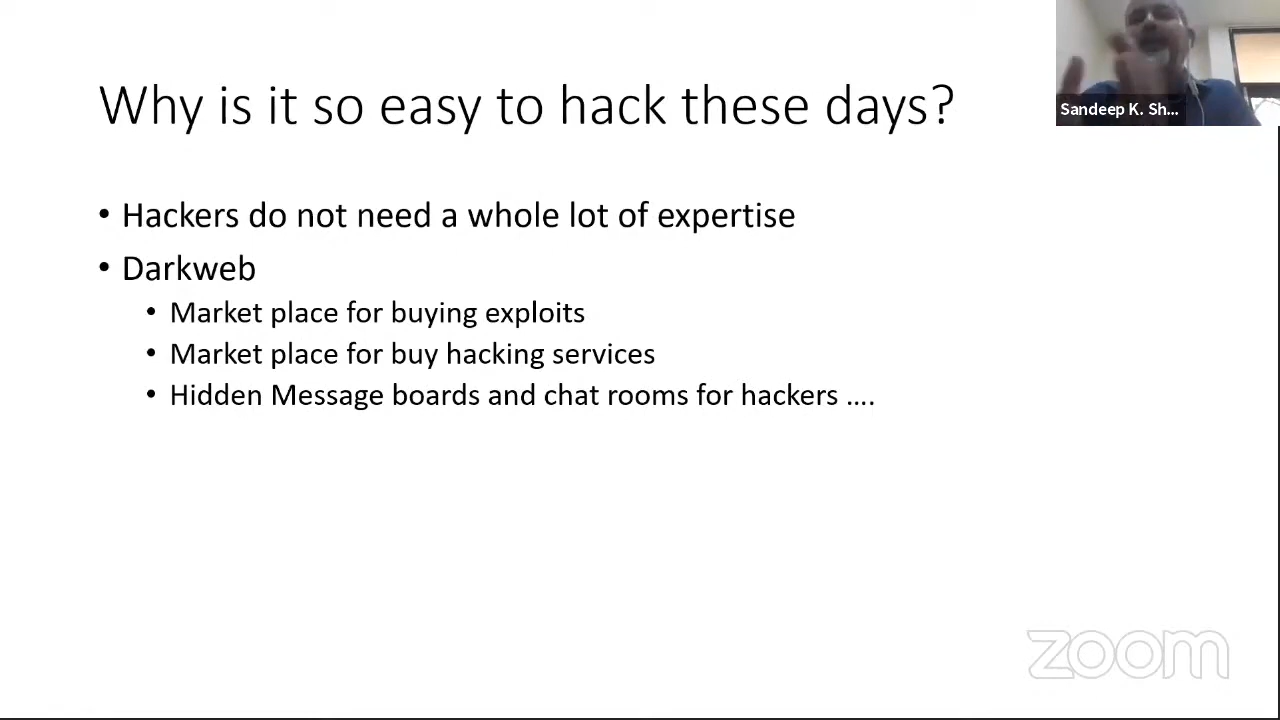 Why is it so easy to hack these days?
Sandeep K. Sh...
• Hackers do not need a whole lot of expertise
• Darkweb
• Market place for buying exploits
• Market place for buy hacking services
• Hidden Message boards and chat rooms for hackers ....
zoom